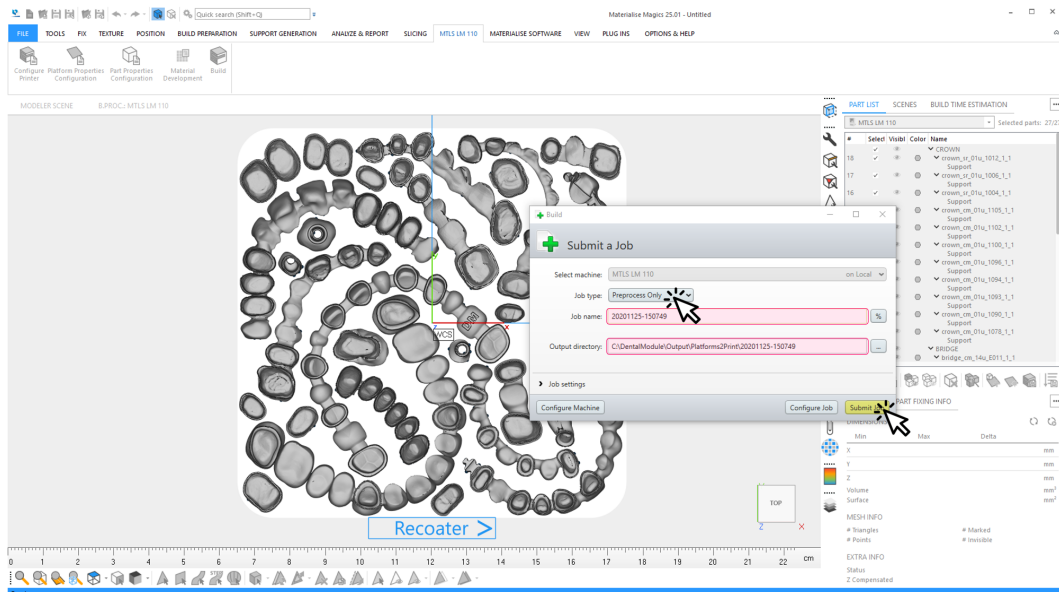 Quick search (Shift+Q)
Materialise Magics 25.01 - Untitled
FILE TOOLS FIX TEXTURE POSITION BUILD PREPARATION SUPPORT GENERATION ANALYZE & REPORT SLICING MTLS LM 110 MATERIALISE SOFTWARE VIEW PLUG INS OPTIONS & HELP
Configure Printer
Platform Properties Configuration
Part Properties Configuration
Material Development
Build
MODELER SCENE B.PROC.: MTLS LM 110
PART LIST SCENES BUILD TIME ESTIMATION
MTLS LM 110 Selected parts: 27/2
# Select Visibl Color Name
CROWN
18 crown_sr_01u_1012_1_1
Support
17 crown_sr_01u_1006_1_1
Support
16 crown_sr_01u_1004_1_1
Support
crown_cm_01u_1105_1_1
Support
crown_cm_01u_1102_1_1
Support
crown_cm_01u_1100_1_1
Support
crown_cm_01u_1096_1_1
Support
crown_cm_01u_1094_1_1
Support
crown_cm_01u_1093_1_1
Support
crown_cm_01u_1090_1_1
Support
crown_cm_01u_1078_1_1
Support
BRIDGE
bridge_cm_14u_E011_1_1
Build
Submit a Job
Select machine: MTLS LM 110 on Local
Job type: Preprocess Only
Job name: 20201125-150749 %
Output directory: C:\DentalModule\Output\Platforms2Print\20201125-150749 ...
Job settings
Configure Machine Configure Job Submit
WCS
X
Recoater >
TOP
Z X
PART FIXING INFO
DIMENSIONS
Min Max Delta
X mm
Y mm
Z mm
Volume mm³
Surface mm²
MESH INFO
# Triangles # Marked
# Points # Invisible
EXTRA INFO
Status
Z Compensated
0 1 2 3 4 5 6 7 8 9 10 11 12 13 14 15 16 17 18 19 20 21 22 cm